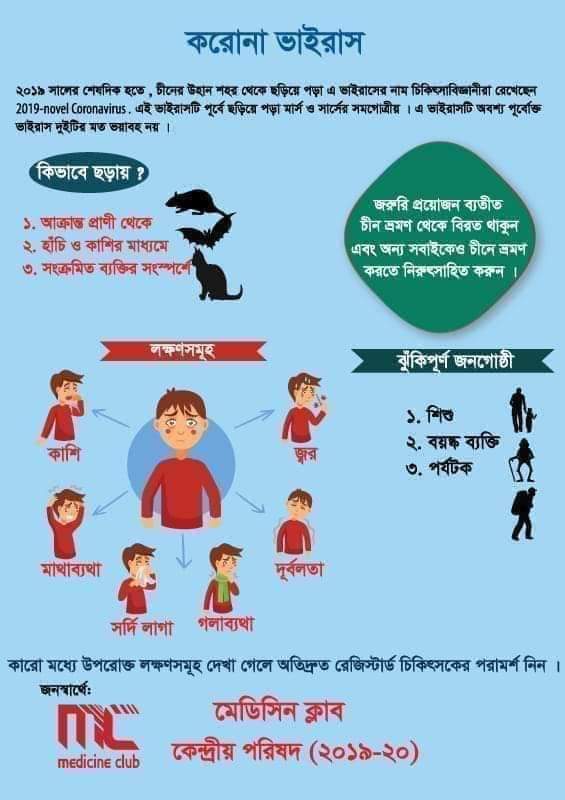 করোনা ভাইরাস
২০১৯ সালের শেষদিক হতে , চীনের উহান শহর থেকে ছড়িয়ে পড়া এ ভাইরাসের নাম চিকিৎসাবিজ্ঞানীরা রেখেছেন
2019-novel Coronavirus . এই ভাইরাসটি পূর্বে ছড়িয়ে পড়া মার্স ও সার্সের সমগোত্রীয় । এ ভাইরাসটি অবশ্য পূর্বোক্ত
ভাইরাস দুইটির মত ভয়াবহ নয় ।
কিভাবে ছড়ায় ?
১. আক্রান্ত প্রাণী থেকে
২. হাঁচি ও কাশির মাধ্যমে
৩. সংক্রমিত ব্যক্তির সংস্পর্শে
জরুরি প্রয়োজন ব্যতীত
চীন ভ্রমণ থেকে বিরত থাকুন
এবং অন্য সবাইকেও চীনে ভ্রমণ
করতে নিরুৎসাহিত করুন ।
লক্ষণসমূহ
কাশি
জ্বর
মাথাব্যথা
দুর্বলতা
সর্দি লাগা
গলাব্যথা
ঝুঁকিপূর্ণ জনগোষ্ঠী
১. শিশু
২. বয়স্ক ব্যক্তি
৩. পর্যটক
কারো মধ্যে উপরোক্ত লক্ষণসমূহ দেখা গেলে অতিদ্রুত রেজিস্টার্ড চিকিৎসকের পরামর্শ নিন ।
জনস্বার্থে:
mc
medicine club
মেডিসিন ক্লাব
কেন্দ্রীয় পরিষদ (২০১৯-২০)